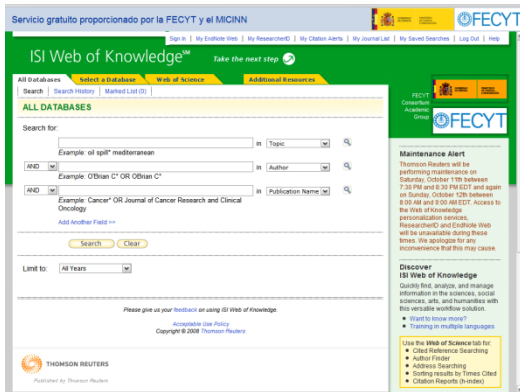 Servicio gratuito proporcionado por la FECYT y el MICINN
FECYT
Sign In | My EndNote Web | My ResearcherID | My Citation Alerts | My Journal List | My Saved Searches | Log Out | Help
ISI Web of Knowledge℠
Take the next step
All Databases
Select a Database
Web of Science
Additional Resources
Search | Search History | Marked List (0)
ALL DATABASES
Search for:
in Topic
Example: oil spill* mediterranean
AND in Author
Example: O'Brian C* OR OBrian C*
AND in Publication Name
Example: Cancer* OR Journal of Cancer Research and Clinical
Oncology
Add Another Field >>
Search Clear
Limit to: All Years
Please give us your feedback on using ISI Web of Knowledge.
Acceptable Use Policy
Copyright © 2008 Thomson Reuters
THOMSON REUTERS
Published by Thomson Reuters
FECYT
Consortium
Academic
Group
FECYT
Maintenance Alert
Thomson Reuters will be
performing maintenance on
Saturday, October 11th between
7:30 PM and 8:30 PM EDT and again
on Sunday, October 12th between
8:00 AM and 9:00 AM EDT. Access to
the Web of Knowledge
personalization services,
ResearcherID and EndNote Web
will be unavailable during these
times. We apologize for any
inconvenience that this may cause.
Discover
ISI Web of Knowledge
Quickly find, analyze, and manage
information in the sciences, social
sciences, arts, and humanities with
this versatile workflow solution.
Want to know more?
Training in multiple languages
Use the Web of Science tab for:
Cited Reference Searching
Author Finder
Address Searching
Sorting results by Times Cited
Citation Reports (h-index)